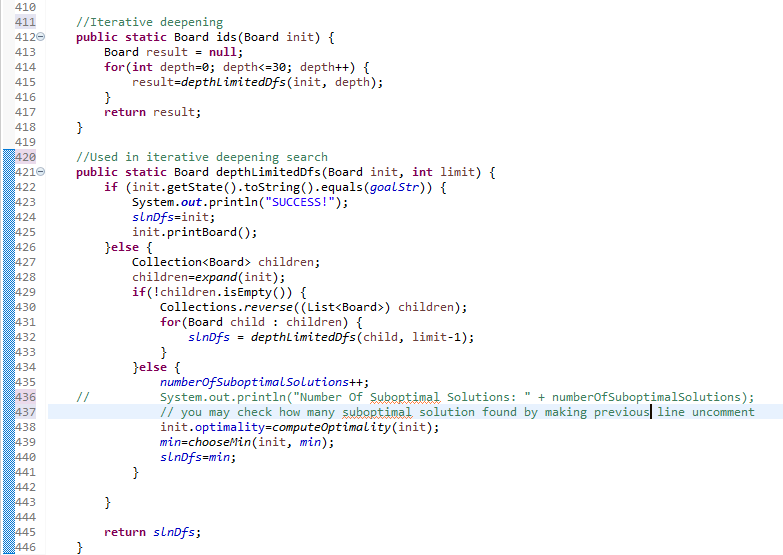 410
411 //Iterative deepening
412 public static Board ids(Board init) {
413 Board result = null;
414 for(int depth=0; depth<=30; depth++) {
415 result=depthLimitedDfs(init, depth);
416 }
417 return result;
418 }
419
420 //Used in iterative deepening search
421 public static Board depthLimitedDfs(Board init, int limit) {
422 if (init.getState().toString().equals(goalStr)) {
423 System.out.println("SUCCESS!");
424 slnDfs=init;
425 init.printBoard();
426 }else {
427 Collection<Board> children;
428 children=expand(init);
429 if(!children.isEmpty()) {
430 Collections.reverse((List<Board>) children);
431 for(Board child : children) {
432 slnDfs = depthLimitedDfs(child, limit-1);
433 }
434 }else {
435 numberOfSuboptimalSolutions++;
436 // System.out.println("Number Of Suboptimal Solutions: " + numberOfSuboptimalSolutions);
437 // you may check how many suboptimal solution found by making previous line uncomment
438 init.optimality=computeOptimality(init);
439 min=chooseMin(init, min);
440 slnDfs=min;
441 }
442
443 }
444
445 return slnDfs;
446 }